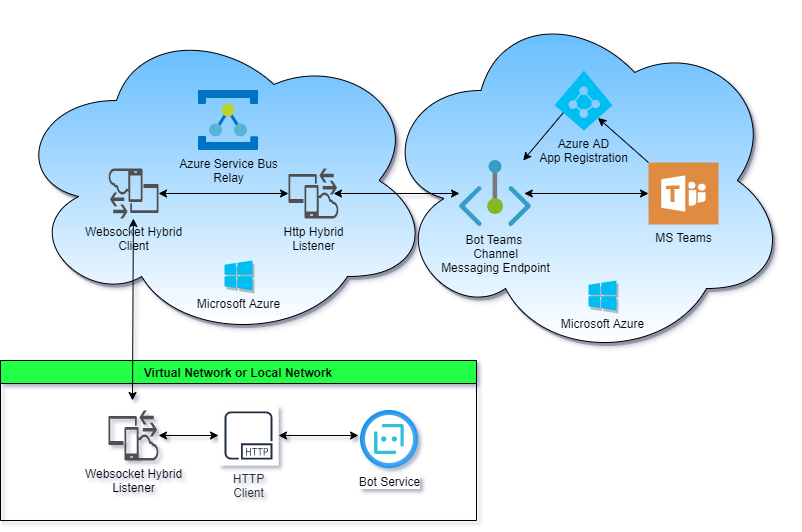 Azure Service Bus
Relay
Websocket Hybrid
Client
Http Hybrid
Listener
Microsoft Azure
Azure AD
App Registration
Bot Teams
Channel
Messaging Endpoint
T
MS Teams
Microsoft Azure
Virtual Network or Local Network
Websocket Hybrid
Listener
HTTP
HTTP
Client
Bot Service